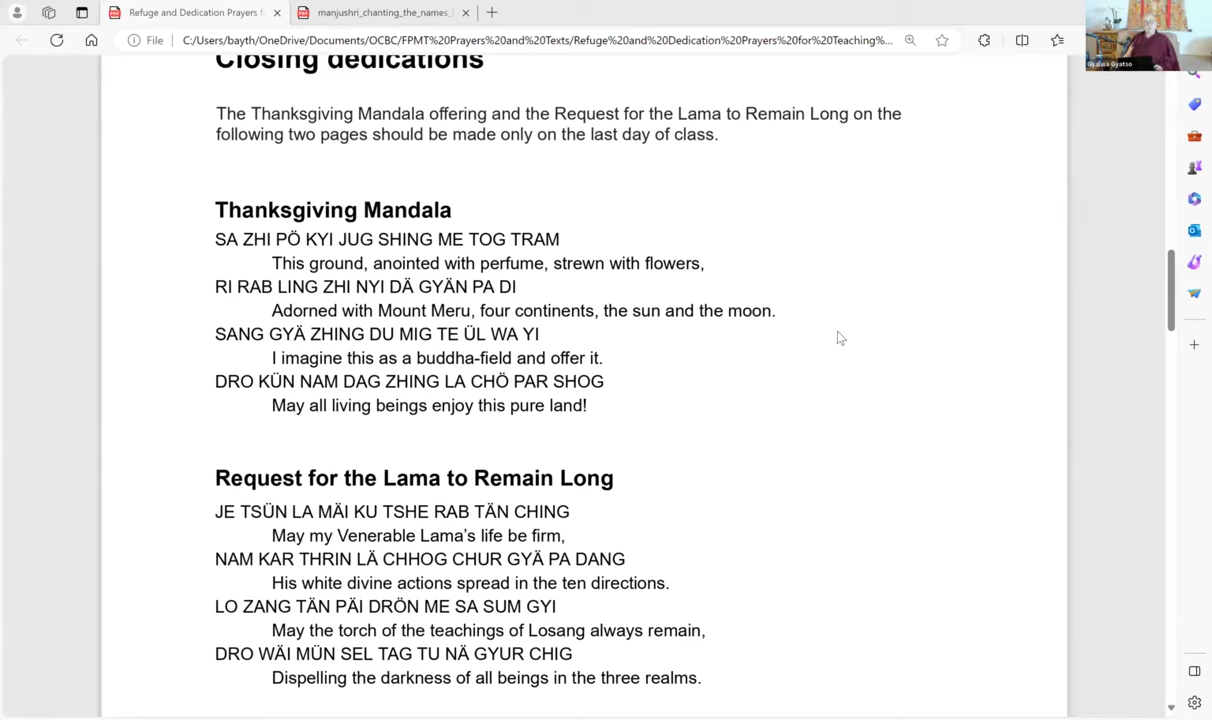 Refuge and Dedication Prayers f
manjushri_chanting_the_names_
File
C:/Users/bayth/OneDrive/Documents/OCBC/FPMT%20Prayers%20and%20Texts/Refuge%20and%20Dedication%20Prayers%20for%20Teaching%...
Gyalwa Gyatso
Closing dedications
The Thanksgiving Mandala offering and the Request for the Lama to Remain Long on the
following two pages should be made only on the last day of class.
Thanksgiving Mandala
SA ZHI PÖ KYI JUG SHING ME TOG TRAM
This ground, anointed with perfume, strewn with flowers,
RI RAB LING ZHI NYI DÄ GYÄN PA DI
Adorned with Mount Meru, four continents, the sun and the moon.
SANG GYÄ ZHING DU MIG TE ÜL WA YI
I imagine this as a buddha-field and offer it.
DRO KÜN NAM DAG ZHING LA CHÖ PAR SHOG
May all living beings enjoy this pure land!
Request for the Lama to Remain Long
JE TSÜN LA MÄI KU TSHE RAB TÄN CHING
May my Venerable Lama's life be firm,
NAM KAR THRIN LÄ CHHOG CHUR GYÄ PA DANG
His white divine actions spread in the ten directions.
LO ZANG TÄN PÄI DRÖN ME SA SUM GYI
May the torch of the teachings of Losang always remain,
DRO WÄI MÜN SEL TAG TU NÄ GYUR CHIG
Dispelling the darkness of all beings in the three realms.